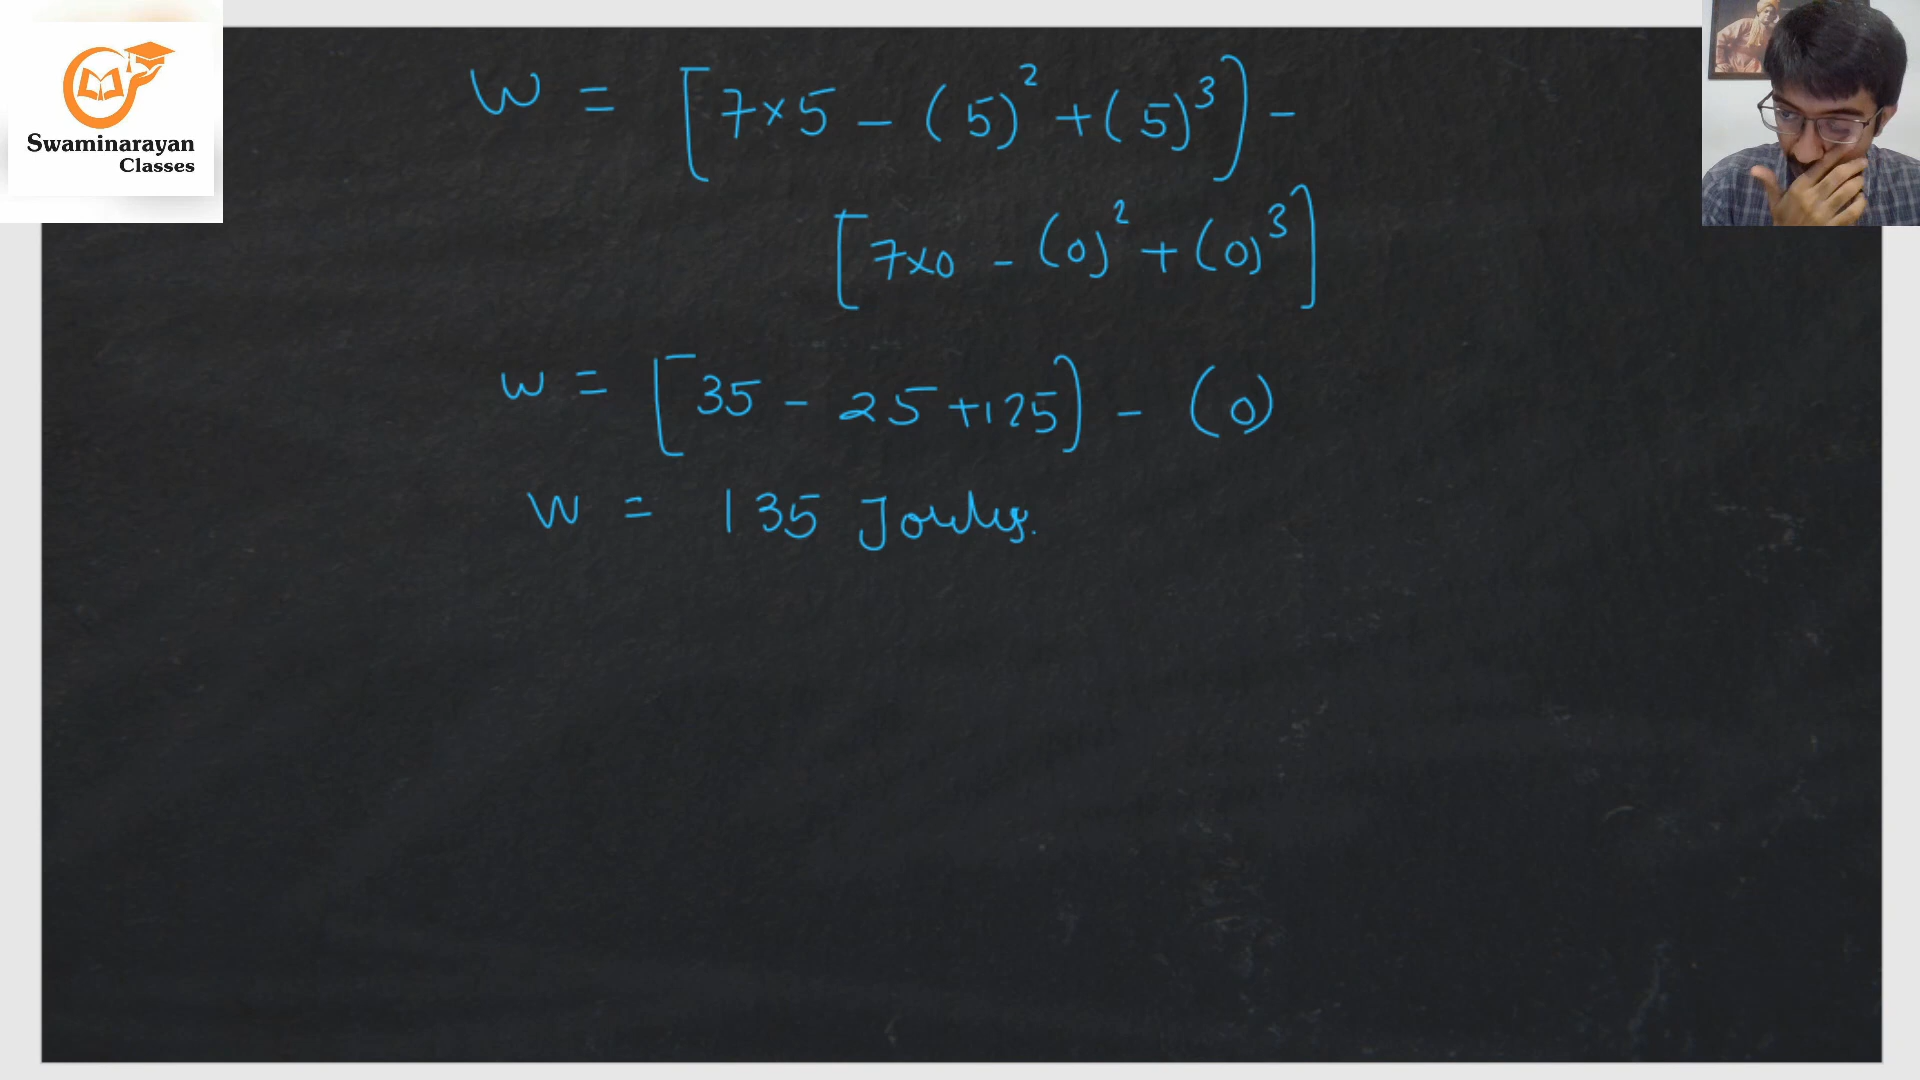 Swaminarayan
Classes
W = [7×5 – (5)² + (5)³] –
[7×0 – (0)² + (0)³]
W = [35 – 25 + 125] – (0)
W = 135 Joules.